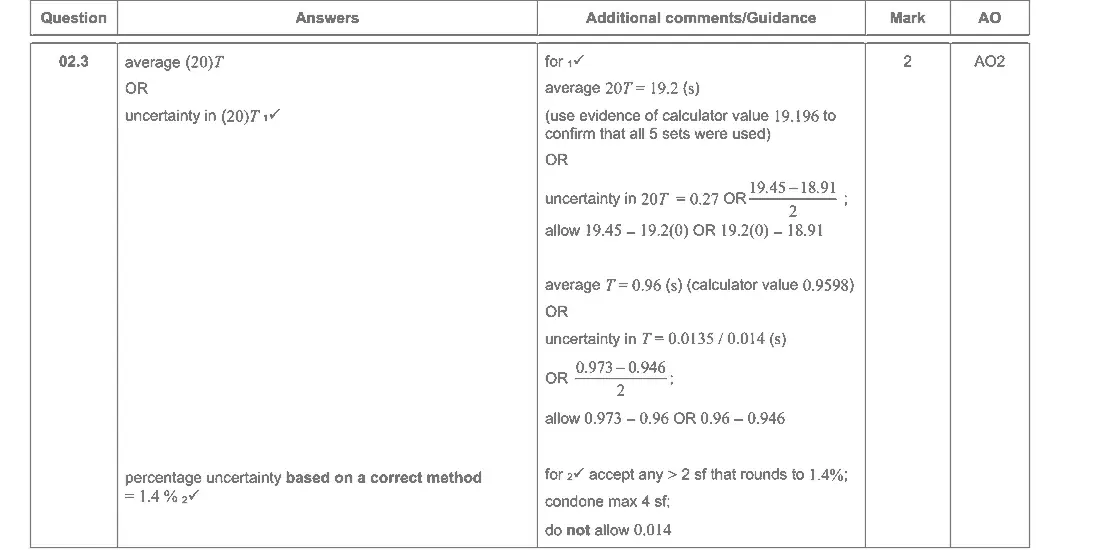 Question Answers Additional comments/Guidance Mark AO
02.3 average (20)T for ₁✓ 2 AO2
OR average 20T = 19.2 (s)
uncertainty in (20)T ₁✓ (use evidence of calculator value 19.196 to
confirm that all 5 sets were used)
OR
uncertainty in 20T = 0.27 OR (19.45 – 18.91)/2 ;
allow 19.45 – 19.2(0) OR 19.2(0) – 18.91
average T = 0.96 (s) (calculator value 0.9598)
OR
uncertainty in T = 0.0135 / 0.014 (s)
OR (0.973 – 0.946)/2 ;
allow 0.973 – 0.96 OR 0.96 – 0.946
percentage uncertainty based on a correct method for ₂✓ accept any > 2 sf that rounds to 1.4%;
= 1.4 % ₂✓ condone max 4 sf;
do not allow 0.014